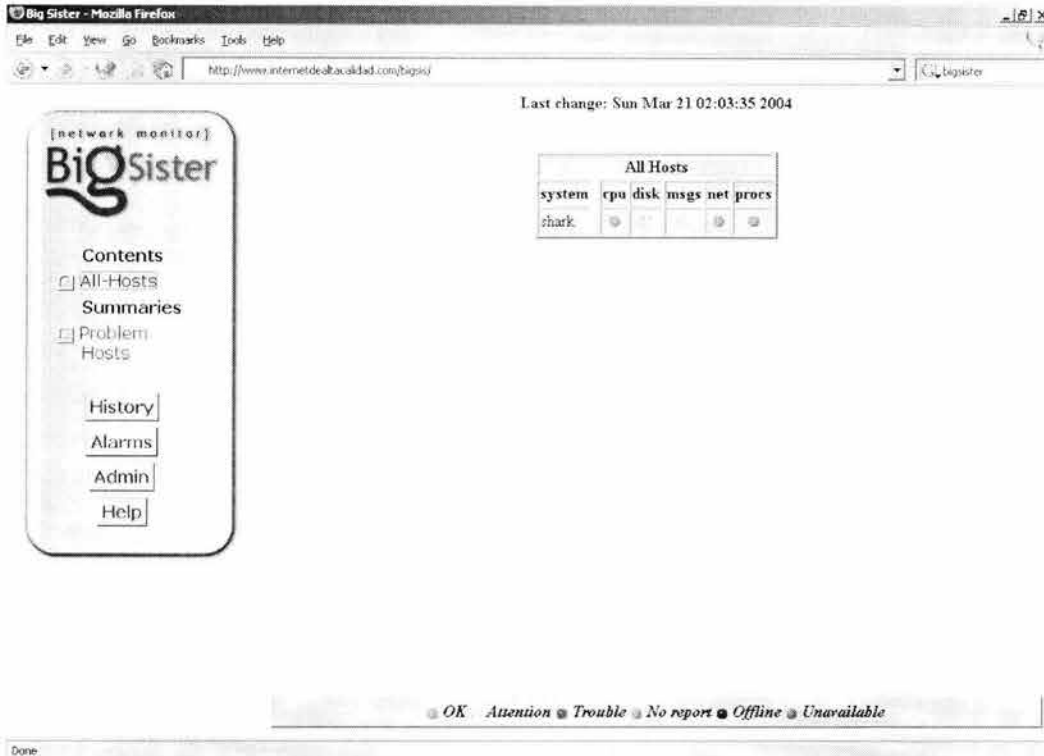 Big Sister - Mozilla Firefox
File Edit View Go Bookmarks Tools Help
http://www.internetdealtacalidad.com/bigsis/
bigsister
Last change: Sun Mar 21 02:03:35 2004
[network monitor]
BigSister
All Hosts
system cpu disk msgs net procs
shark
Contents
All-Hosts
Summaries
Problem
Hosts
History
Alarms
Admin
Help
OK Attention Trouble No report Offline Unavailable
Done